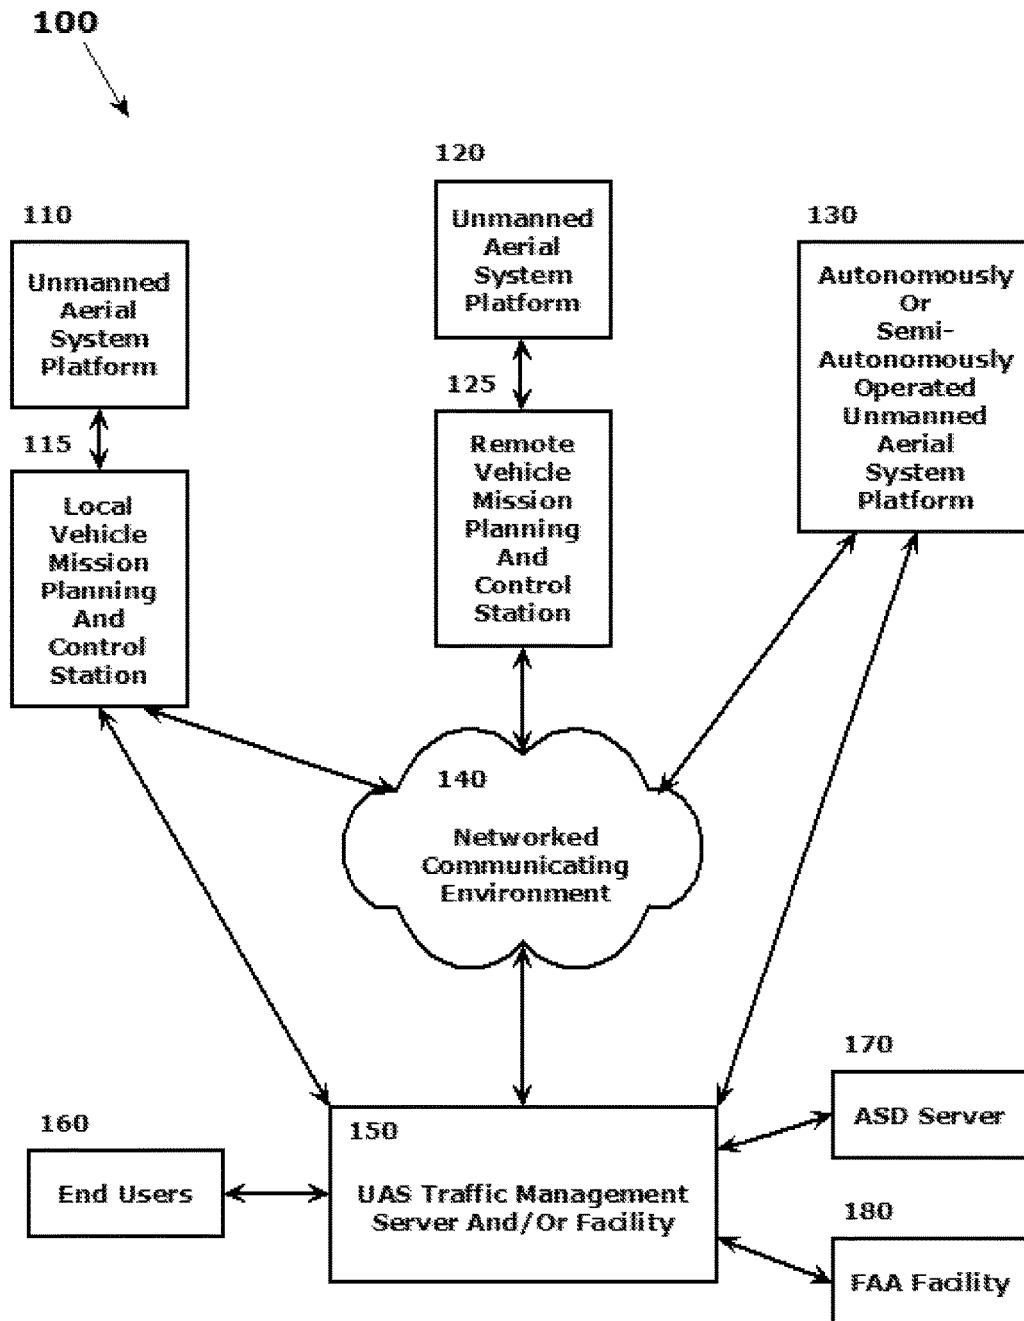 100
120
Unmanned
Aerial
System
Platform
110
Unmanned
Aerial
System
Platform
130
Autonomously
Or
Semi-
Autonomously
Operated
Unmanned
Aerial
System
Platform
125
Remote
Vehicle
Mission
Planning
And
Control
Station
115
Local
Vehicle
Mission
Planning
And
Control
Station
140
Networked
Communicating
Environment
150
UAS Traffic Management
Server And/Or Facility
160
End Users
170
ASD Server
180
FAA Facility